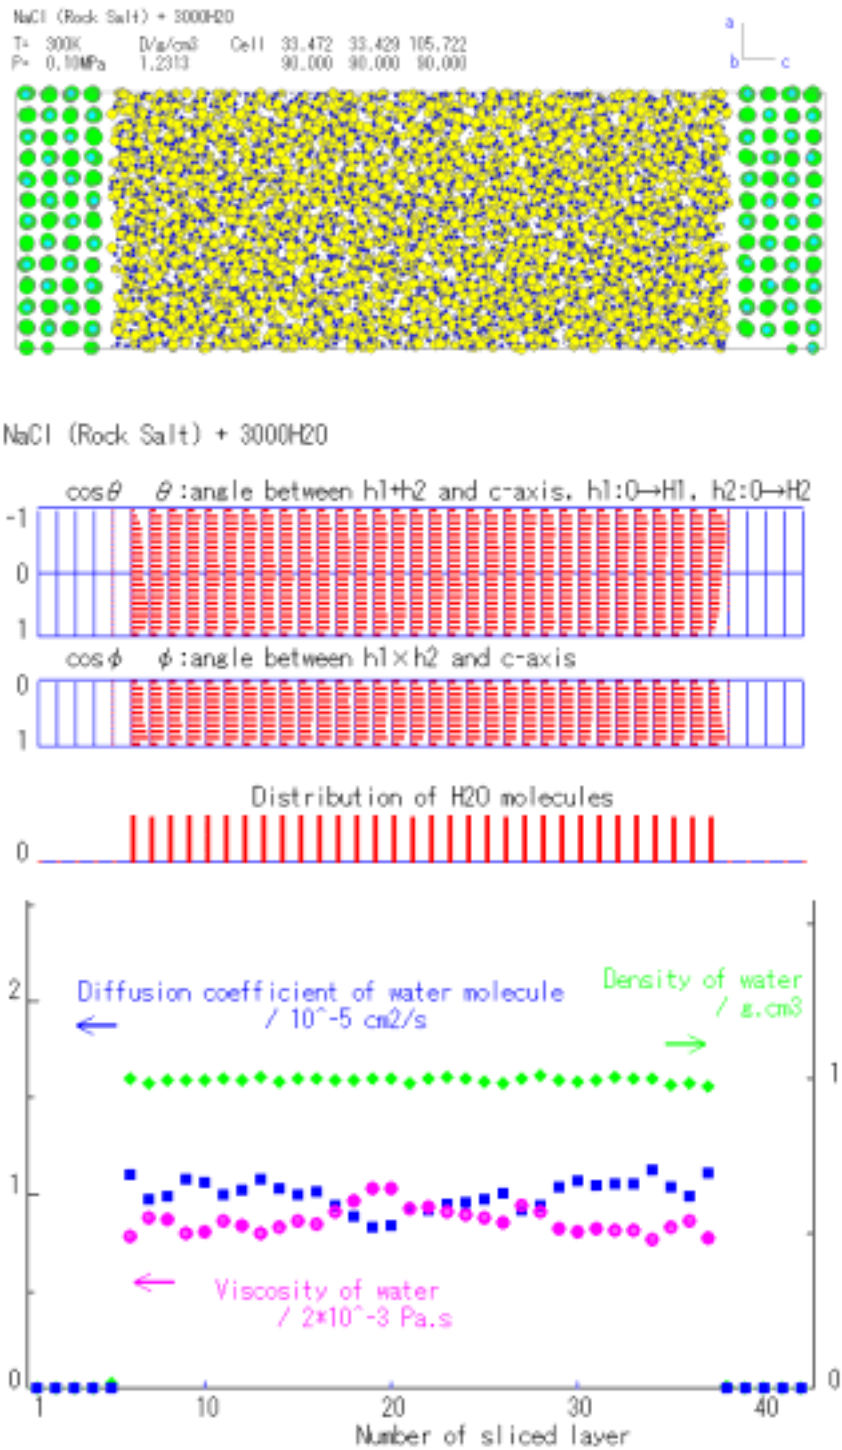 NaCl (Rock Salt) + 3000H2O
T= 300K D/g/cm3 Cell 33.472 33.429 105.722
P= 0.10MPa 1.2313 90.000 90.000 90.000
a
b c
NaCl (Rock Salt) + 3000H2O
cosθ θ:angle between h1+h2 and c-axis. h1:O→H1. h2:O→H2
-1
0
1
cosφ φ:angle between h1×h2 and c-axis
0
1
Distribution of H2O molecules
0
Density of water
/ g.cm3
Diffusion coefficient of water molecule
/ 10^-5 cm2/s
2
1
1
Viscosity of water
/ 2*10^-3 Pa.s
0 0
1 10 20 30 40
Number of sliced layer